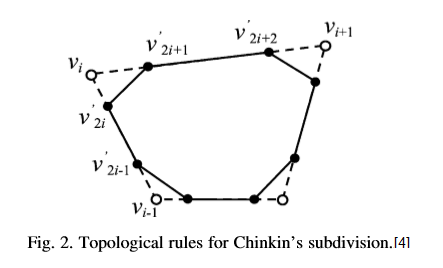 v'2i+1
v'2i+2
vi+1
vi
v'2i
v'2i-1
vi-1
Fig. 2. Topological rules for Chinkin's subdivision.[4]